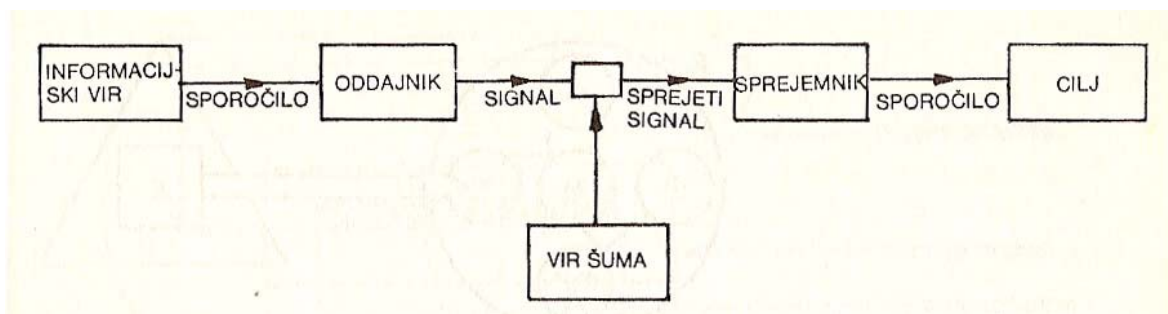 INFORMACIJ-
SKI VIR
SPOROČILO
ODDAJNIK
SIGNAL
SPREJETI
SIGNAL
SPREJEMNIK
SPOROČILO
CILJ
VIR ŠUMA